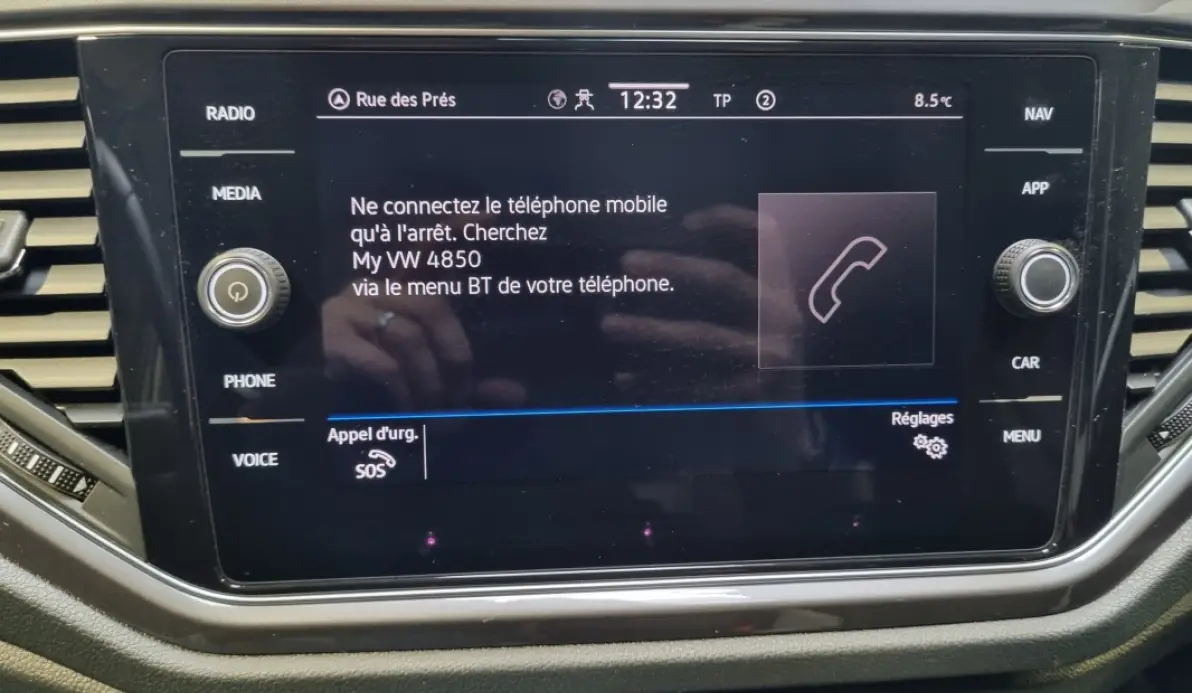 RADIO
MEDIA
PHONE
VOICE
Rue des Prés
12:32
TP
2
8.5°C
Ne connectez le téléphone mobile
qu'à l'arrêt. Cherchez
My VW 4850
via le menu BT de votre téléphone.
Appel d'urg.
SOS
Réglages
NAV
APP
CAR
MENU